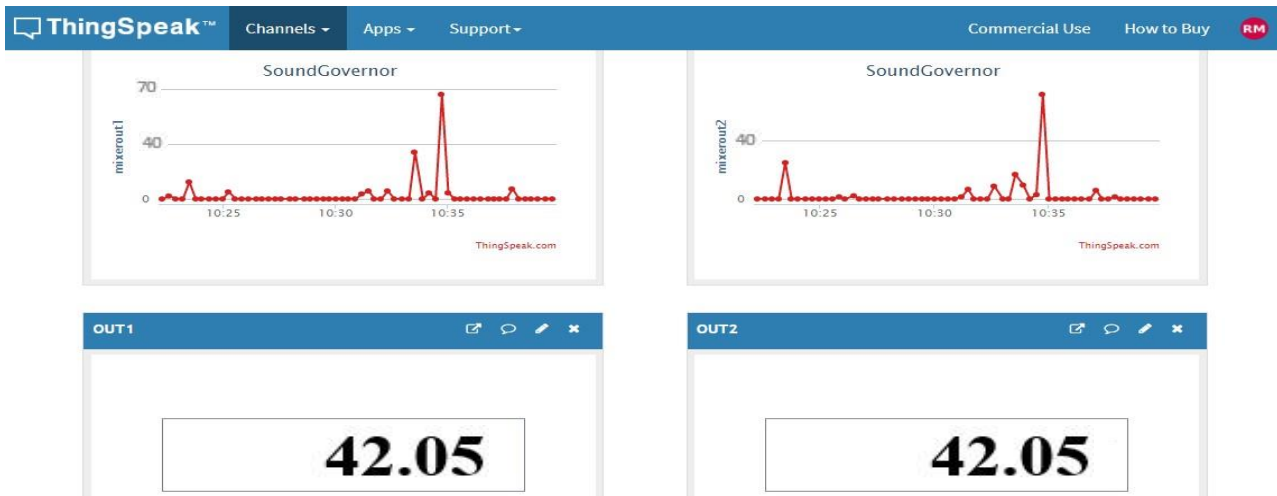 ThingSpeak™ Channels Apps Support Commercial Use How to Buy RM
SoundGovernor
70
40
0
mixerout1
10:25 10:30 10:35
ThingSpeak.com
SoundGovernor
40
0
mixerout2
10:25 10:30 10:35
ThingSpeak.com
OUT1
42.05
OUT2
42.05